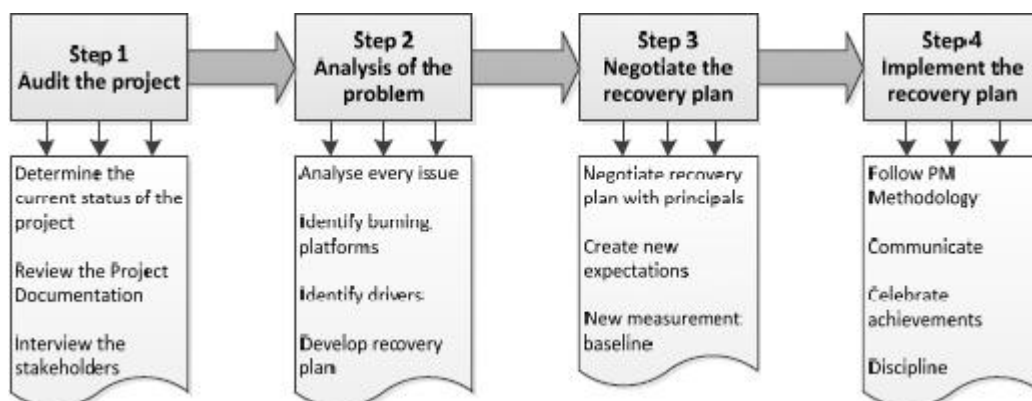 Step 1
Audit the project
Step 2
Analysis of the
problem
Step 3
Negotiate the
recovery plan
Step 4
Implement the
recovery plan
Determine the
current status of the
project
Review the Project
Documentation
Interview the
stakeholders
Analyse every issue
Identify burning
platforms
Identify drivers
Develop recovery
plan
Negotiate recovery
plan with principals
Create new
expectations
New measurement
baseline
Follow PM
Methodology
Communicate
Celebrate
achievements
Discipline